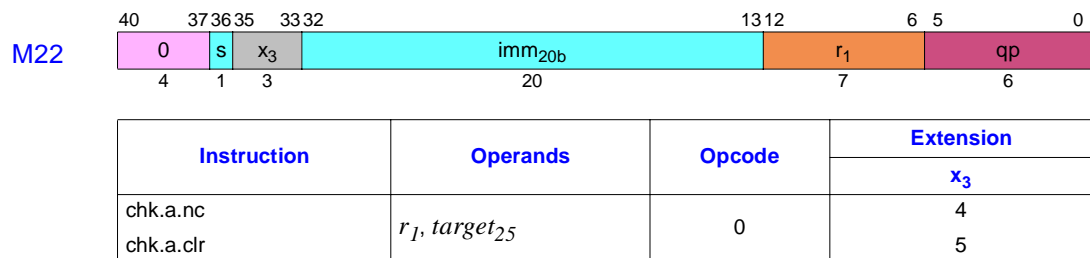 40 37 36 35 33 32 13 12 6 5 0
M22 0 s x3 imm20b r1 qp
4 1 3 20 7 6
Instruction Operands Opcode Extension
x3
chk.a.nc r1, target25 0 4
chk.a.clr 5